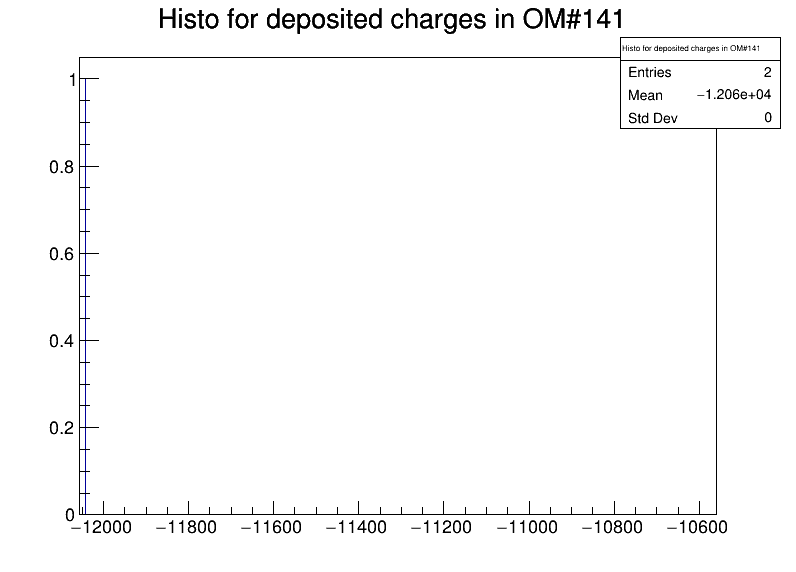 Histo for deposited charges in OM#141
Histo for deposited charges in OM#141
Entries 2
Mean −1.206e+04
Std Dev 0
1
0.8
0.6
0.4
0.2
0
−12000 −11800 −11600 −11400 −11200 −11000 −10800 −10600